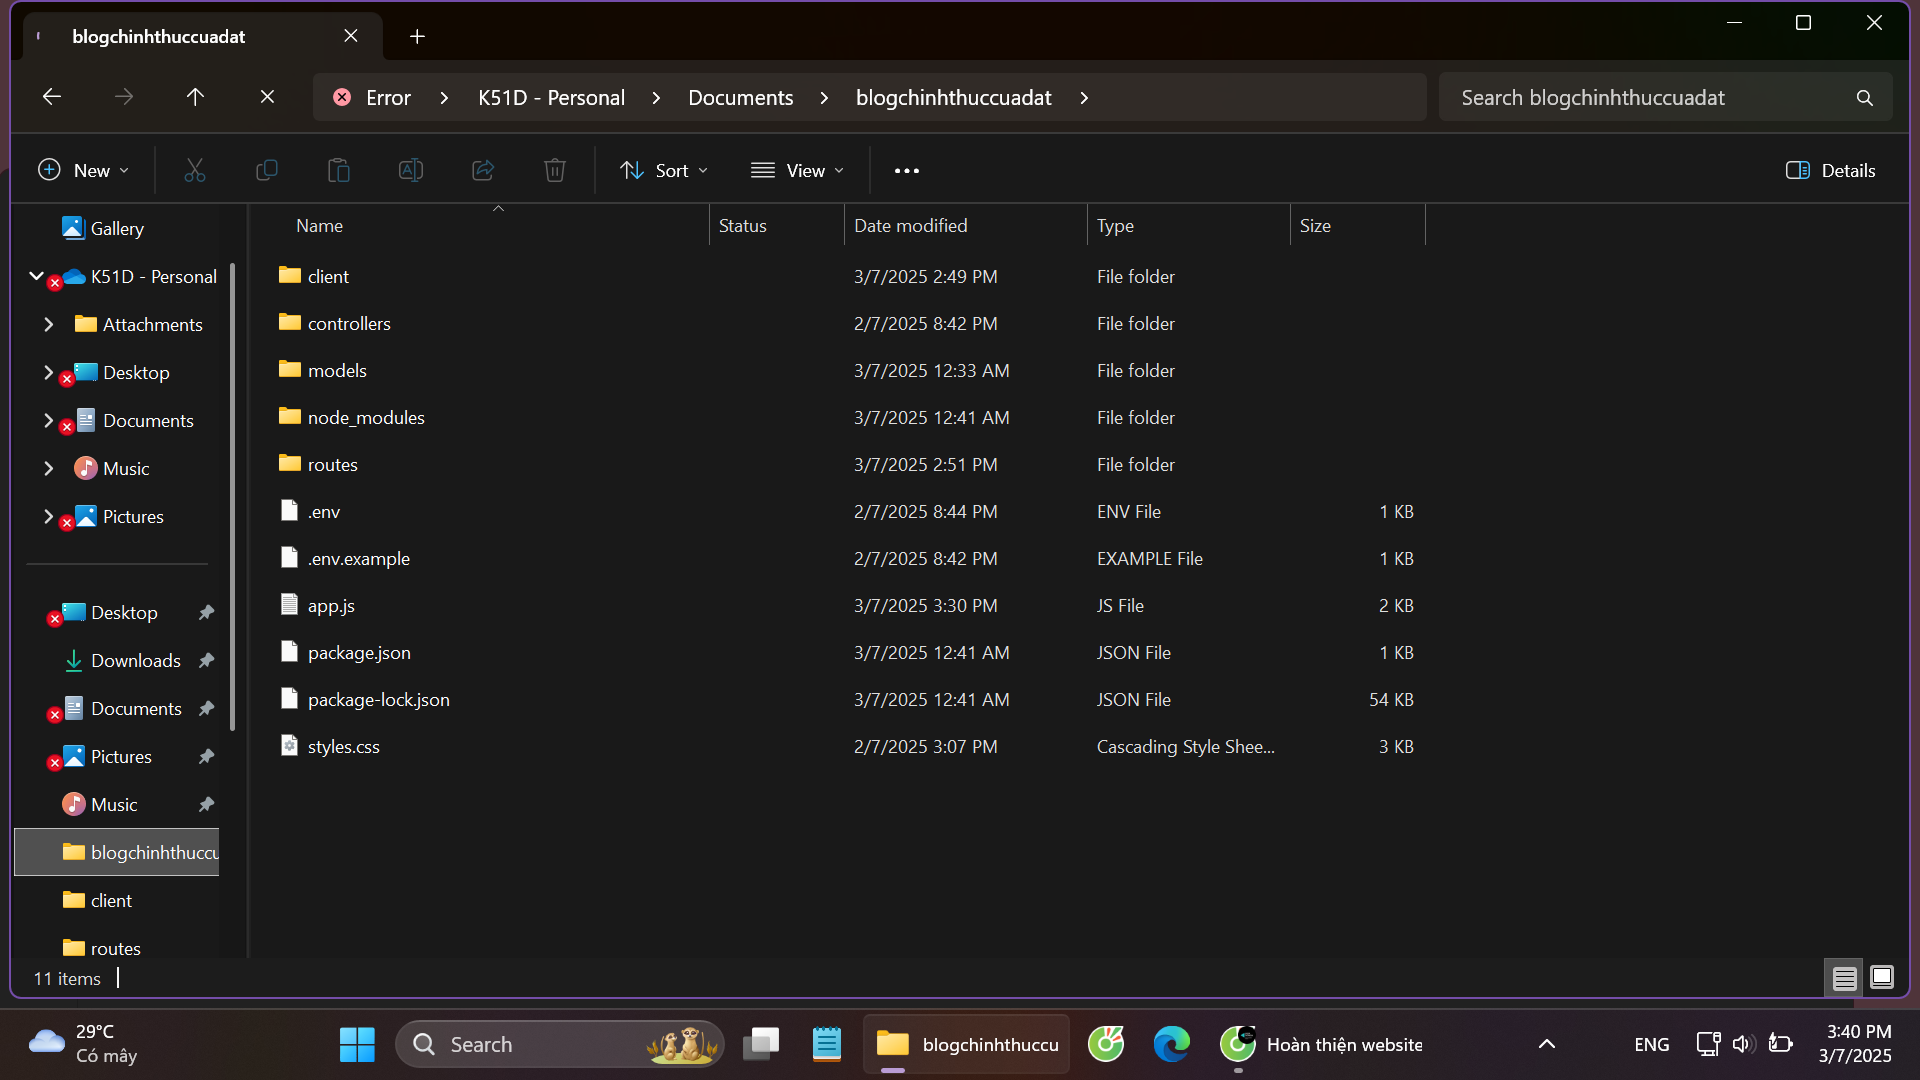 blogchinhthuccuadat
Error K51D - Personal Documents blogchinhthuccuadat
Search blogchinhthuccuadat
New Sort View Details
Gallery
K51D - Personal
Attachments
Desktop
Documents
Music
Pictures
Desktop
Downloads
Documents
Pictures
Music
blogchinhthuccu
client
routes
Name Status Date modified Type Size
client 3/7/2025 2:49 PM File folder
controllers 2/7/2025 8:42 PM File folder
models 3/7/2025 12:33 AM File folder
node_modules 3/7/2025 12:41 AM File folder
routes 3/7/2025 2:51 PM File folder
.env 2/7/2025 8:44 PM ENV File 1 KB
.env.example 2/7/2025 8:42 PM EXAMPLE File 1 KB
app.js 3/7/2025 3:30 PM JS File 2 KB
package.json 3/7/2025 12:41 AM JSON File 1 KB
package-lock.json 3/7/2025 12:41 AM JSON File 54 KB
styles.css 2/7/2025 3:07 PM Cascading Style Shee... 3 KB
11 items
29°C
Có mây
Search
blogchinhthuccu
Hoàn thiện website
ENG
3:40 PM
3/7/2025